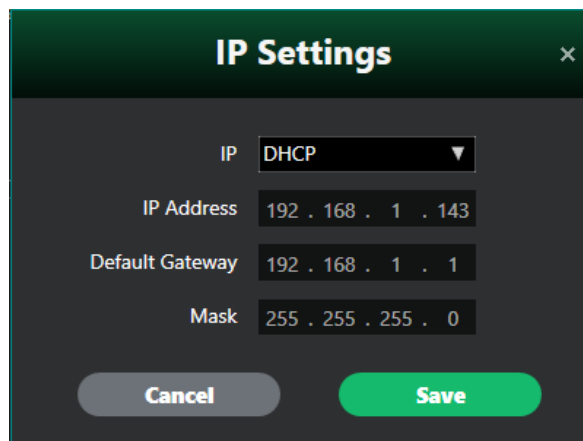 IP Settings ×
IP DHCP ▼
IP Address 192 . 168 . 1 . 143
Default Gateway 192 . 168 . 1 . 1
Mask 255 . 255 . 255 . 0
Cancel Save